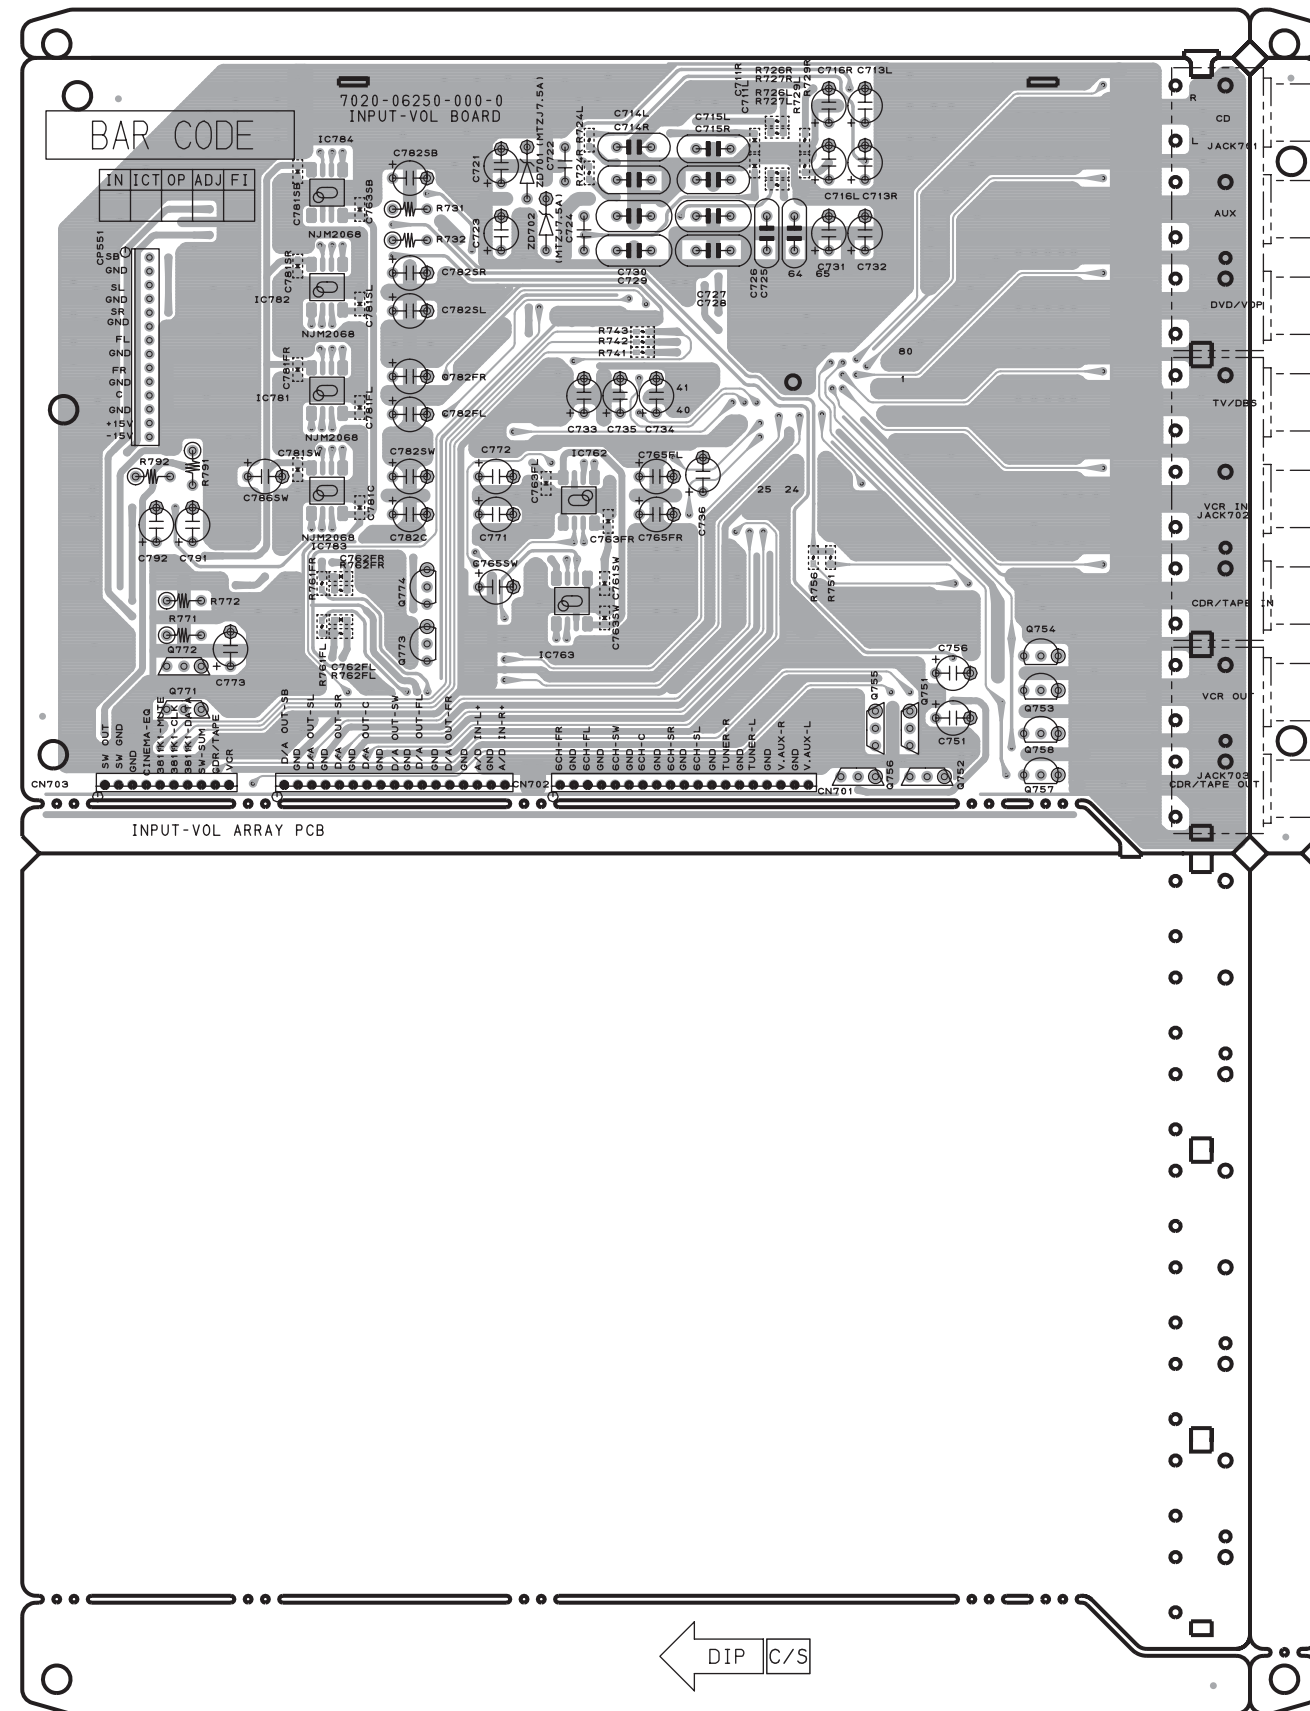 7020-06250-000-0
INPUT-VOL BOARD
BAR CODE
IN ICT OP ADJ FI
IC784
C781SB
C763SB
NJM2068
C782SB
R731
R732
C721
C723
ZD701(MTZJ7.5A)
ZD702
(MTZJ7.5A)
C722
C724
R724L
R724R
C714L
C714R
C715L
C715R
C711R
C711L
R726R
R727R
R726L
R727L
R729R
R729L
C716R C713L
C716L C713R
C730
C729
C726
C725
64
65
C731
C732
C727
C728
CP551
SB
GND
SL
GND
SR
GND
FL
GND
FR
GND
C
GND
+15V
-15V
C781SR
IC782
C781SL
NJM2068
C782SR
C782SL
C781FR
IC781
C781FL
NJM2068
C782FR
C782FL
R743
R742
R741
41
40
C733
C735
C734
80
1
25 24
R792
R791
C786SW
C781SW
C781C
NJM2068
IC783
C782SW
C782C
C772
C771
C763FL
IC762
C763FR
C765FL
C765FR
C736
C792
C791
R761FR
C762FR
R762FR
Q774
C765SW
C761SW
C763SW
IC763
R756
R751
R772
R771
Q772
C773
Q771
R761FL
C762FL
R762FL
Q773
Q755
Q751
C756
C751
Q754
Q753
Q758
Q757
Q756
Q752
SW OUT
SW GND
GND
CINEMA-EQ
3811K1-MUTE
3811K1-CLK
3811K1-DATA
SW-SUM
CDR/TAPE
VCR
CN703
D/A OUT-SB
GND
D/A OUT-SL
GND
D/A OUT-SR
GND
D/A OUT-C
GND
D/A OUT-SW
GND
D/A OUT-FL
GND
D/A OUT-FR
GND
A/D IN-L+
GND
A/D IN-R+
CN702
6CH-FR
GND
6CH-FL
GND
6CH-SW
GND
6CH-C
GND
6CH-SR
GND
6CH-SL
GND
TUNER-R
GND
TUNER-L
GND
V.AUX-R
GND
V.AUX-L
CN701
R
L
CD
JACK701
AUX
DVD/VDP
TV/DBS
VCR IN
JACK702
CDR/TAPE IN
VCR OUT
JACK703
CDR/TAPE OUT
INPUT-VOL ARRAY PCB
DIP C/S